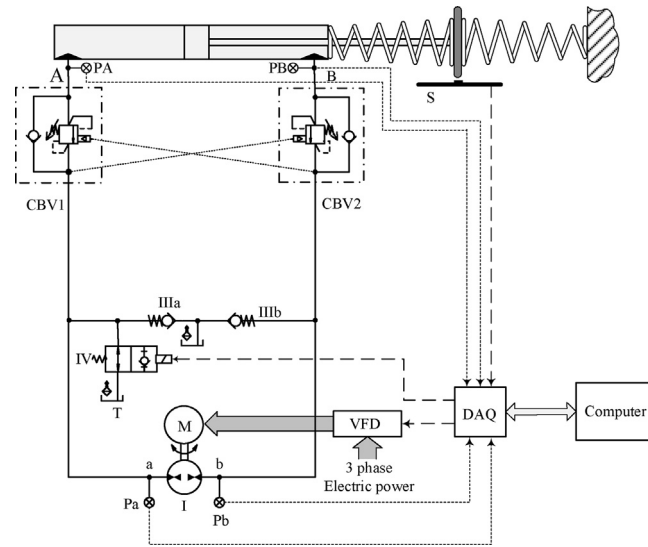 A
PA
PB
B
S
CBV1
CBV2
IIIa
IIIb
IV
T
M
VFD
DAQ
Computer
3 phase
Electric power
a
b
I
Pa
Pb